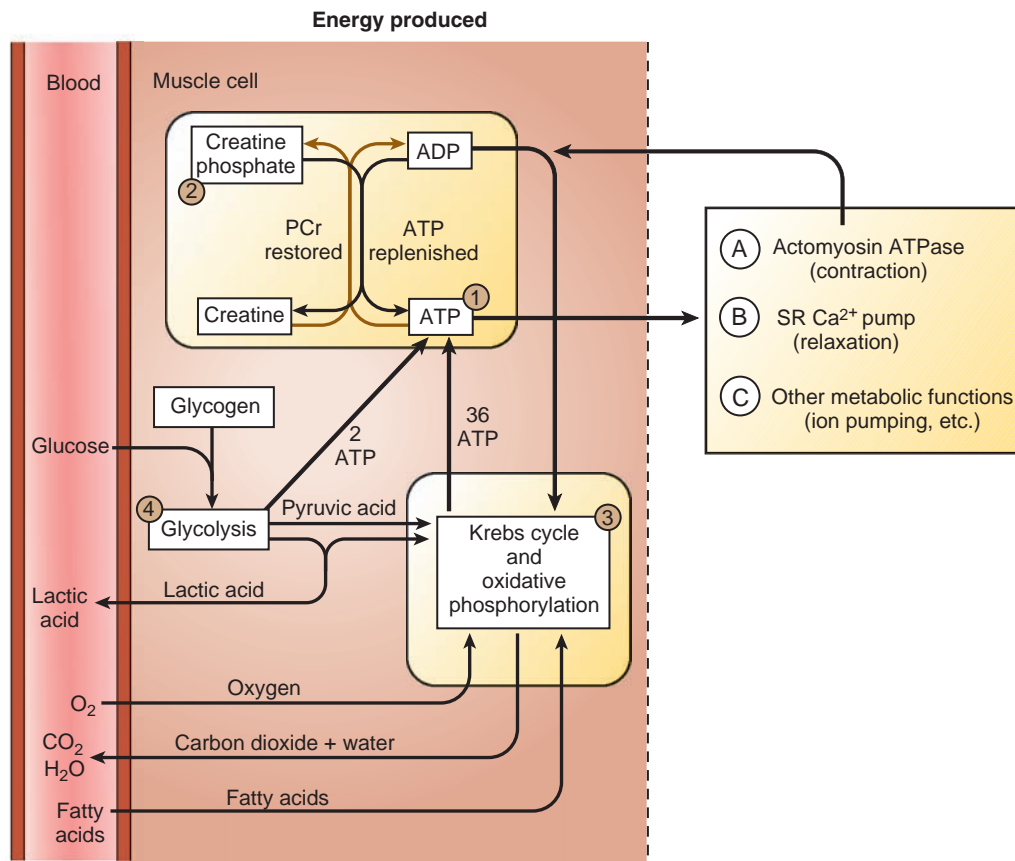 Energy produced
Blood
Muscle cell
Creatine
phosphate
2
ADP
PCr
restored
ATP
replenished
Creatine
ATP
1
A
Actomyosin ATPase
(contraction)
B
SR Ca²⁺ pump
(relaxation)
C
Other metabolic functions
(ion pumping, etc.)
Glycogen
Glucose
2
ATP
36
ATP
4
Glycolysis
Pyruvic acid
3
Krebs cycle
and
oxidative
phosphorylation
Lactic
acid
Lactic acid
O₂
Oxygen
CO₂
H₂O
Carbon dioxide + water
Fatty
acids
Fatty acids